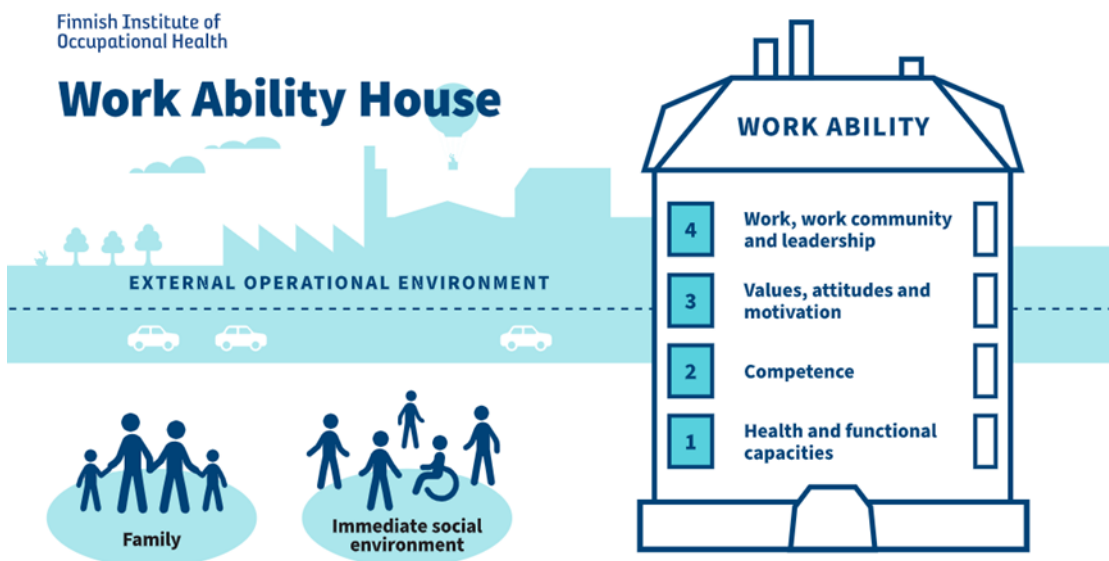 Finnish Institute of
Occupational Health
Work Ability House
WORK ABILITY
4
Work, work community
and leadership
3
Values, attitudes and
motivation
2
Competence
1
Health and functional
capacities
EXTERNAL OPERATIONAL ENVIRONMENT
Family
Immediate social
environment